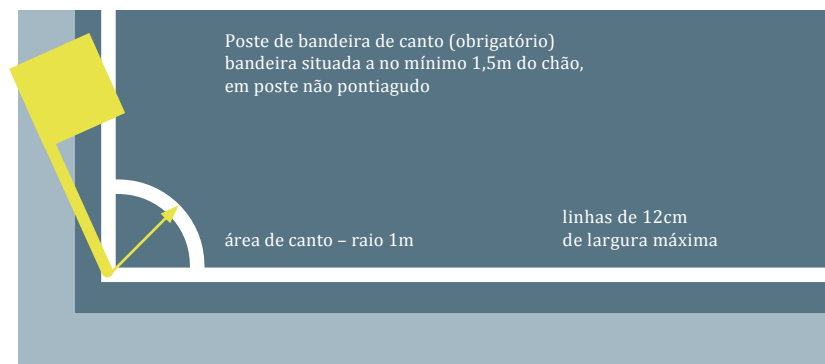 Poste de bandeira de canto (obrigatório)
bandeira situada a no mínimo 1,5m do chão,
em poste não pontiagudo
linhas de 12cm
de largura máxima
área de canto – raio 1m